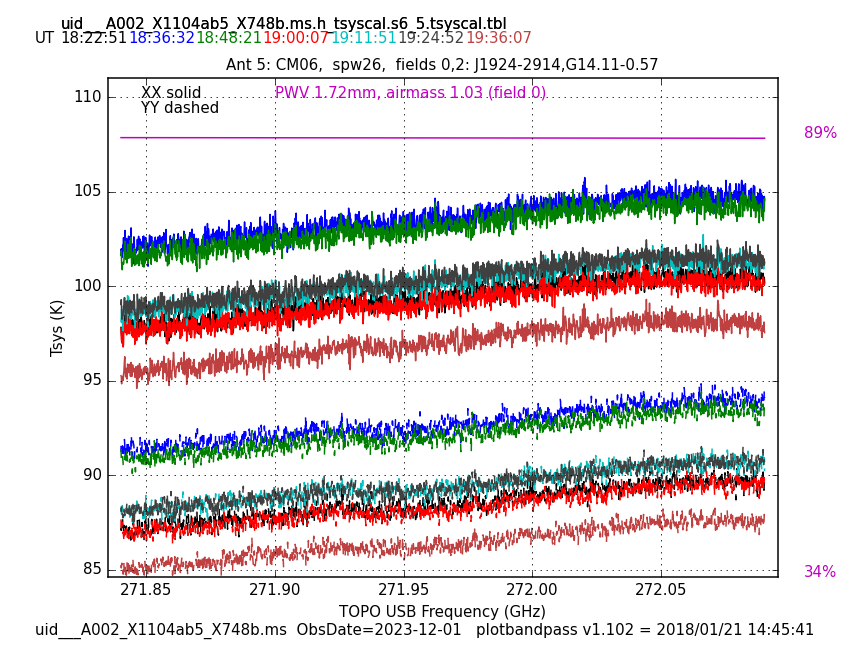 uid___A002_X1104ab5_X748b.ms.h_tsyscal.s6_5.tsyscal.tbl
UT 18:22:51 18:36:32 18:48:21 19:00:07 19:11:51 19:24:52 19:36:07
Ant 5: CM06,  spw26,  fields 0,2: J1924-2914,G14.11-0.57
XX solid
YY dashed
PWV 1.72mm, airmass 1.03 (field 0)
110
105
100
95
90
85
Tsys (K)
89%
34%
271.85 271.90 271.95 272.00 272.05
TOPO USB Frequency (GHz)
uid___A002_X1104ab5_X748b.ms  ObsDate=2023-12-01   plotbandpass v1.102 = 2018/01/21 14:45:41